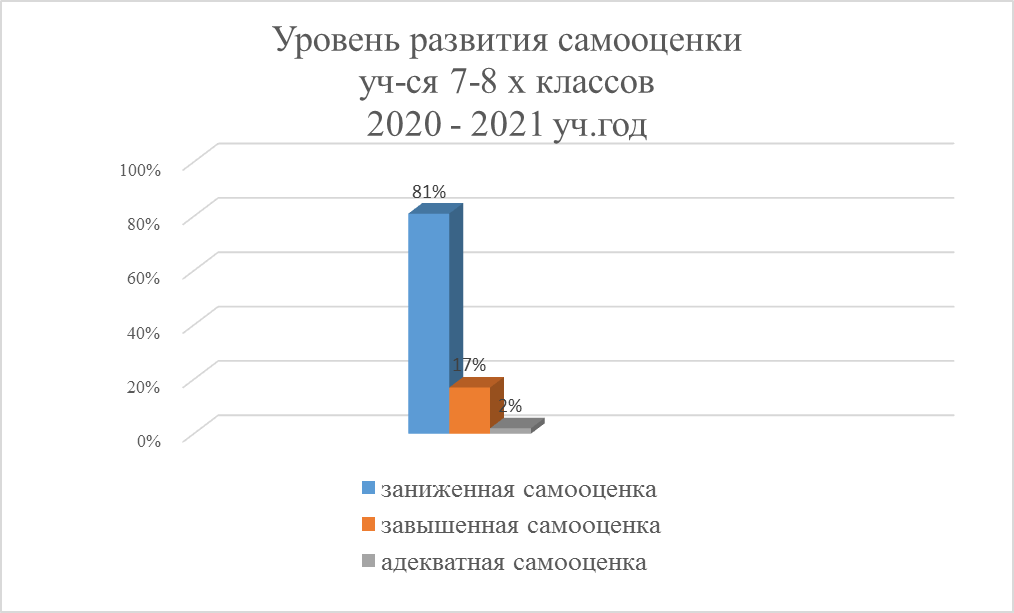 Уровень развития самооценки
уч-ся 7-8 х классов
2020 - 2021 уч.год
100%
80%
60%
40%
20%
0%
81%
17%
2%
заниженная самооценка
завышенная самооценка
адекватная самооценка